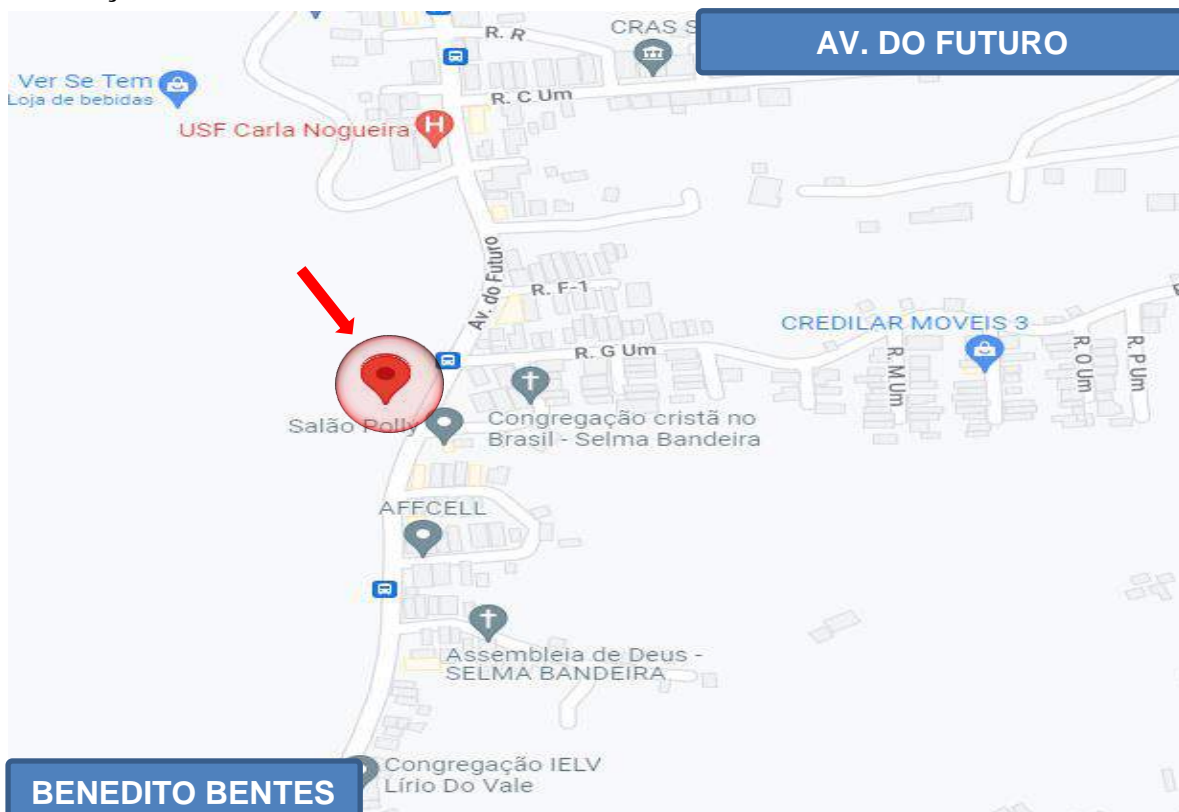 AV. DO FUTURO
R. R
CRAS S
Ver Se Tem
Loja de bebidas
R. C Um
USF Carla Nogueira
H
Av. do Futuro
R. F-1
CREDILAR MOVEIS 3
R. G Um
R. M Um
R. O Um
R. P Um
Salão Polly
Congregação cristã no
Brasil - Selma Bandeira
AFFCELL
Assembleia de Deus -
SELMA BANDEIRA
Congregação IELV
Lírio Do Vale
BENEDITO BENTES